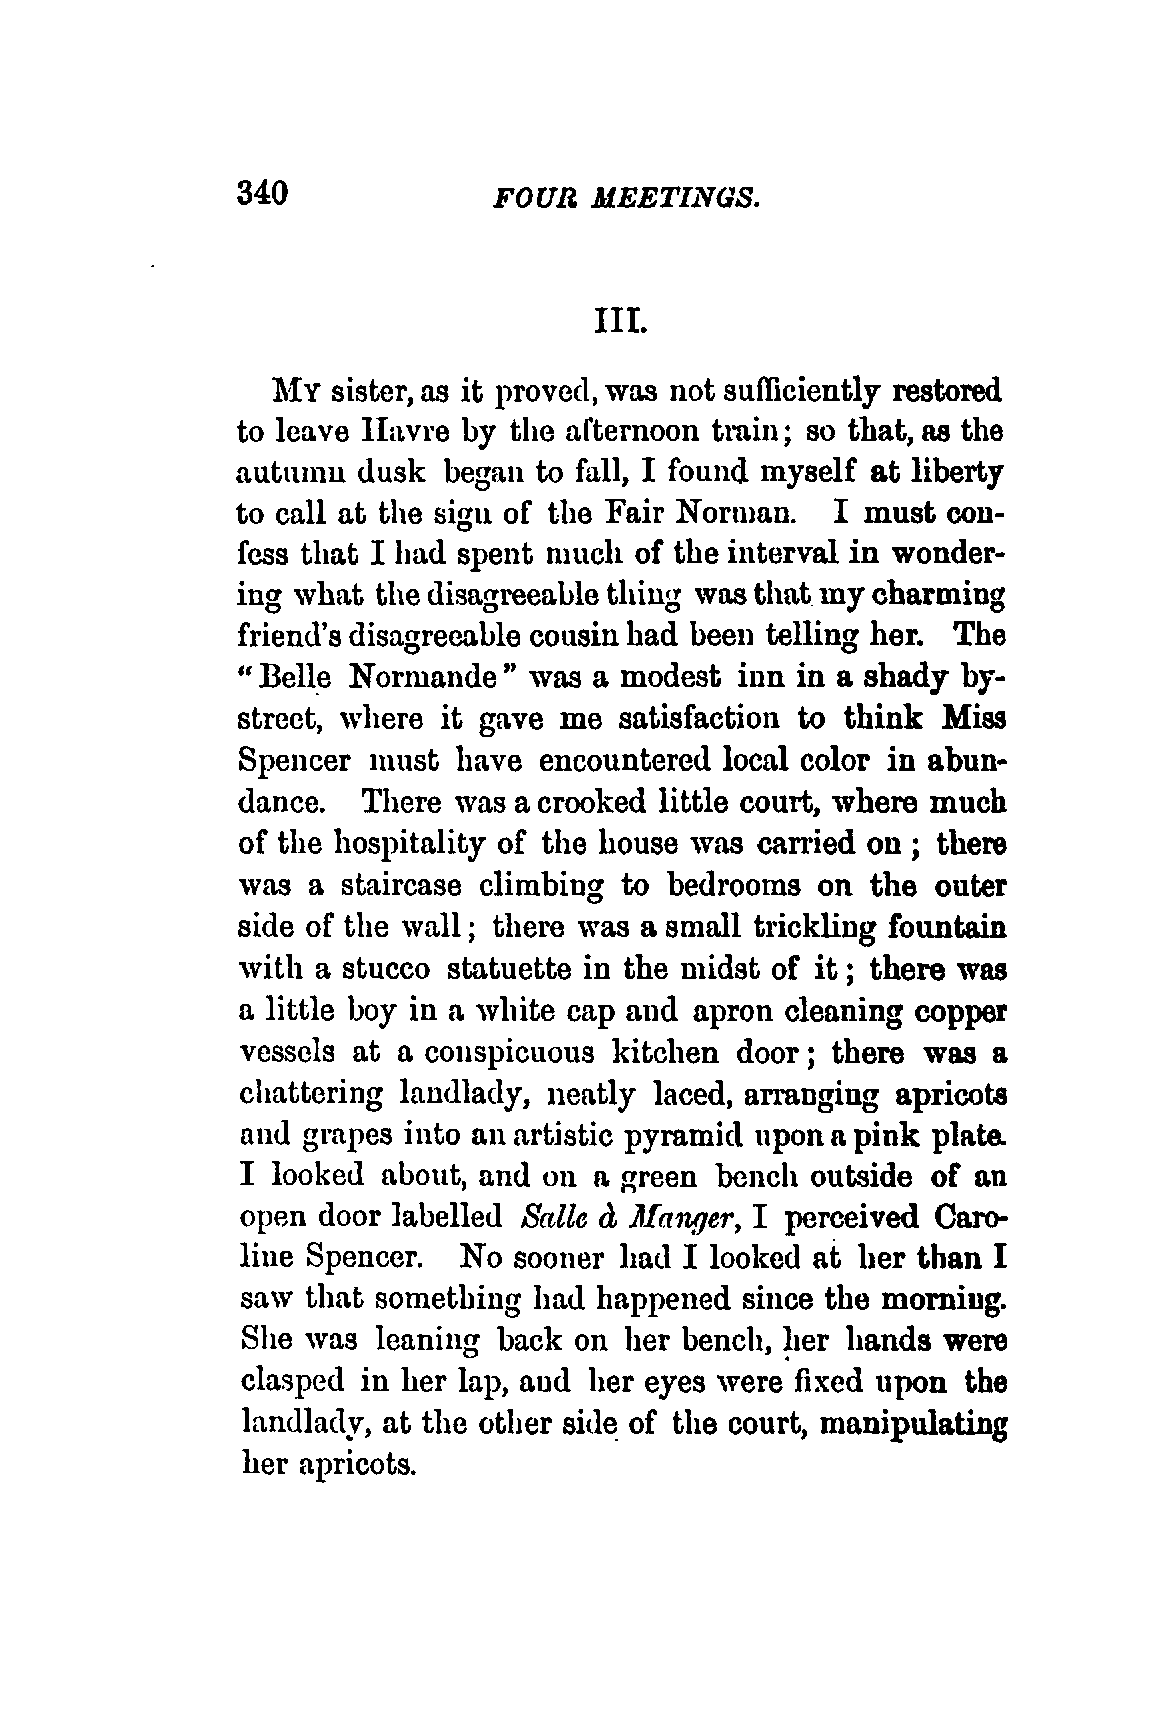 340 FOUR MEETINGS.
III.
MY sister, as it proved, was not sufficiently restored
to leave Havre by the afternoon train; so that, as the
autumn dusk began to fall, I found myself at liberty
to call at the sign of the Fair Norman. I must con-
fess that I had spent much of the interval in wonder-
ing what the disagreeable thing was that my charming
friend's disagreeable cousin had been telling her. The
"Belle Normande" was a modest inn in a shady by-
street, where it gave me satisfaction to think Miss
Spencer must have encountered local color in abun-
dance. There was a crooked little court, where much
of the hospitality of the house was carried on; there
was a staircase climbing to bedrooms on the outer
side of the wall; there was a small trickling fountain
with a stucco statuette in the midst of it; there was
a little boy in a white cap and apron cleaning copper
vessels at a conspicuous kitchen door; there was a
chattering landlady, neatly laced, arranging apricots
and grapes into an artistic pyramid upon a pink plate.
I looked about, and on a green bench outside of an
open door labelled Salle à Manger, I perceived Caro-
line Spencer. No sooner had I looked at her than I
saw that something had happened since the morning.
She was leaning back on her bench, her hands were
clasped in her lap, and her eyes were fixed upon the
landlady, at the other side of the court, manipulating
her apricots.